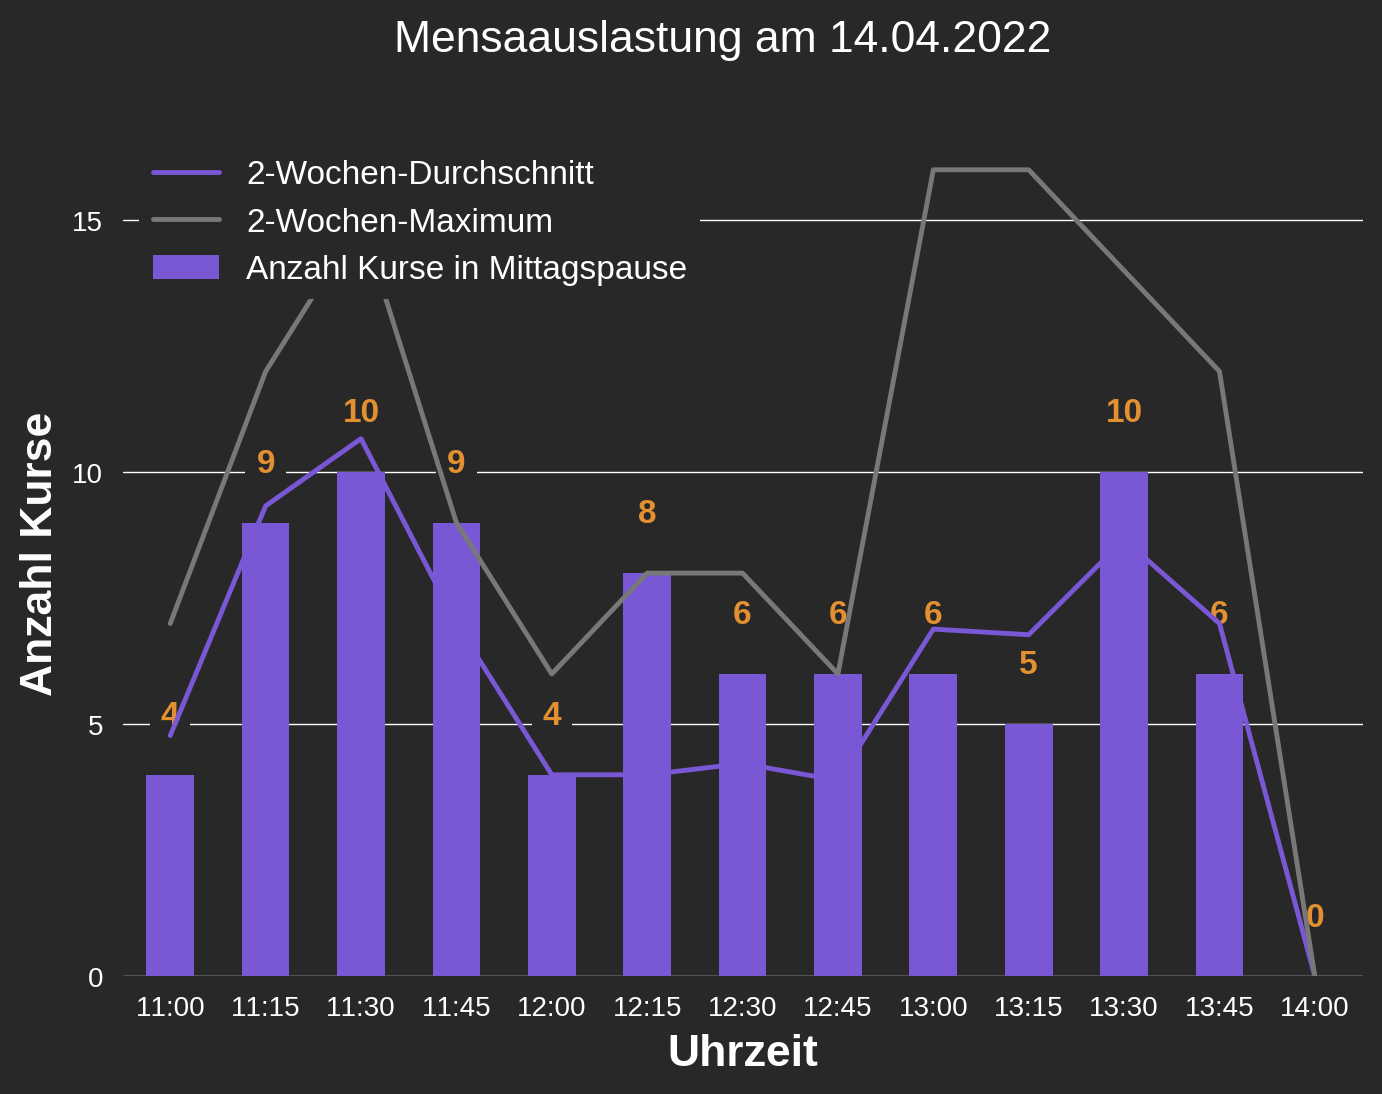 Mensaauslastung am 14.04.2022
2-Wochen-Durchschnitt
2-Wochen-Maximum
Anzahl Kurse in Mittagspause
Anzahl Kurse
15
10
5
0
4
9
10
9
4
8
6
6
6
5
10
6
0
11:00 11:15 11:30 11:45 12:00 12:15 12:30 12:45 13:00 13:15 13:30 13:45 14:00
Uhrzeit